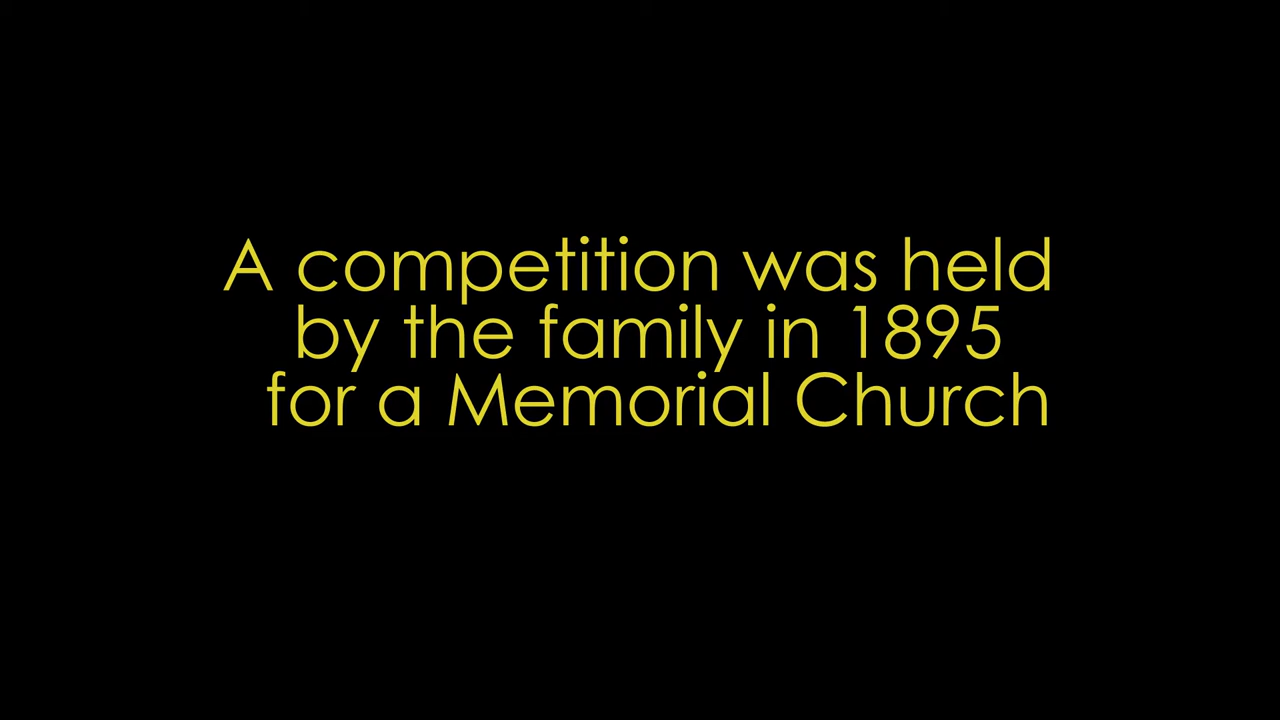 A competition was held
by the family in 1895
for a Memorial Church